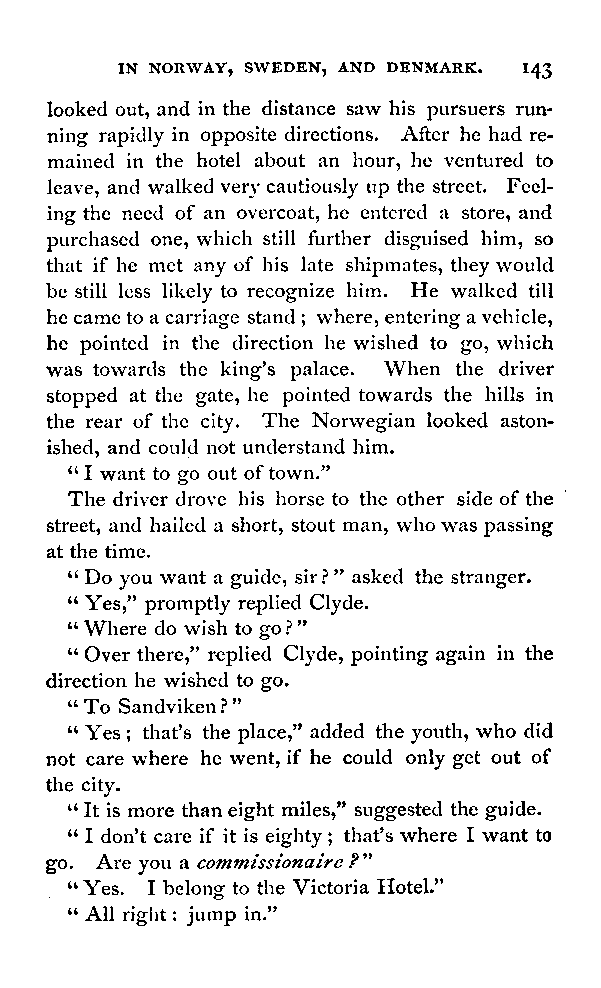 IN NORWAY, SWEDEN, AND DENMARK. 143
looked out, and in the distance saw his pursuers run-
ning rapidly in opposite directions. After he had re-
mained in the hotel about an hour, he ventured to
leave, and walked very cautiously up the street. Feel-
ing the need of an overcoat, he entered a store, and
purchased one, which still further disguised him, so
that if he met any of his late shipmates, they would
be still less likely to recognize him. He walked till
he came to a carriage stand; where, entering a vehicle,
he pointed in the direction he wished to go, which
was towards the king's palace. When the driver
stopped at the gate, he pointed towards the hills in
the rear of the city. The Norwegian looked aston-
ished, and could not understand him.
"I want to go out of town."
The driver drove his horse to the other side of the
street, and hailed a short, stout man, who was passing
at the time.
"Do you want a guide, sir?" asked the stranger.
"Yes," promptly replied Clyde.
"Where do wish to go?"
"Over there," replied Clyde, pointing again in the
direction he wished to go.
"To Sandviken?"
"Yes; that's the place," added the youth, who did
not care where he went, if he could only get out of
the city.
"It is more than eight miles," suggested the guide.
"I don't care if it is eighty; that's where I want to
go. Are you a commissionaire?"
"Yes. I belong to the Victoria Hotel."
"All right: jump in."